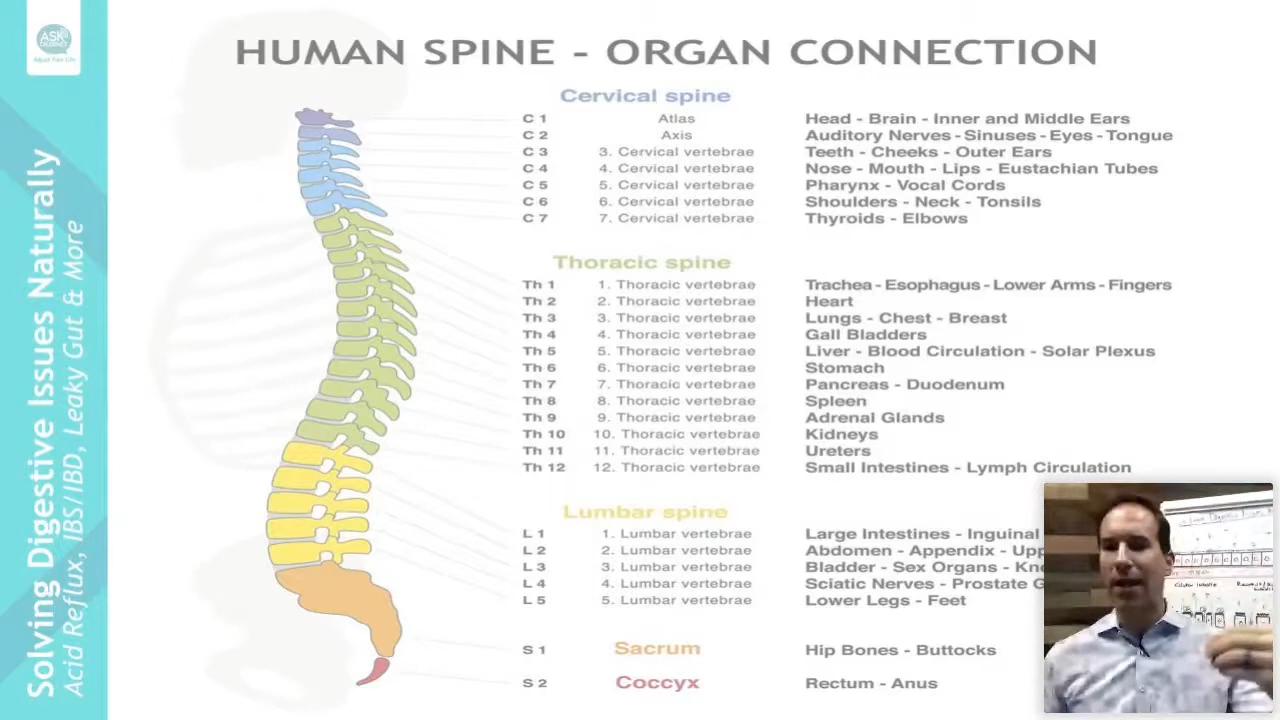 ASK
Adjust Your Life
Solving Digestive Issues Naturally
Acid Reflux, IBS/IBD, Leaky Gut & More
HUMAN SPINE - ORGAN CONNECTION
Cervical spine
C 1 Atlas Head - Brain - Inner and Middle Ears
C 2 Axis Auditory Nerves - Sinuses - Eyes - Tongue
C 3 3. Cervical vertebrae Teeth - Cheeks - Outer Ears
C 4 4. Cervical vertebrae Nose - Mouth - Lips - Eustachian Tubes
C 5 5. Cervical vertebrae Pharynx - Vocal Cords
C 6 6. Cervical vertebrae Shoulders - Neck - Tonsils
C 7 7. Cervical vertebrae Thyroids - Elbows
Thoracic spine
Th 1 1. Thoracic vertebrae Trachea - Esophagus - Lower Arms - Fingers
Th 2 2. Thoracic vertebrae Heart
Th 3 3. Thoracic vertebrae Lungs - Chest - Breast
Th 4 4. Thoracic vertebrae Gall Bladders
Th 5 5. Thoracic vertebrae Liver - Blood Circulation - Solar Plexus
Th 6 6. Thoracic vertebrae Stomach
Th 7 7. Thoracic vertebrae Pancreas - Duodenum
Th 8 8. Thoracic vertebrae Spleen
Th 9 9. Thoracic vertebrae Adrenal Glands
Th 10 10. Thoracic vertebrae Kidneys
Th 11 11. Thoracic vertebrae Ureters
Th 12 12. Thoracic vertebrae Small Intestines - Lymph Circulation
Lumbar spine
L 1 1. Lumbar vertebrae Large Intestines - Inguinal
L 2 2. Lumbar vertebrae Abdomen - Appendix - Upp
L 3 3. Lumbar vertebrae Bladder - Sex Organs - Kn
L 4 4. Lumbar vertebrae Sciatic Nerves - Prostate G
L 5 5. Lumbar vertebrae Lower Legs - Feet
S 1 Sacrum Hip Bones - Buttocks
S 2 Coccyx Rectum - Anus